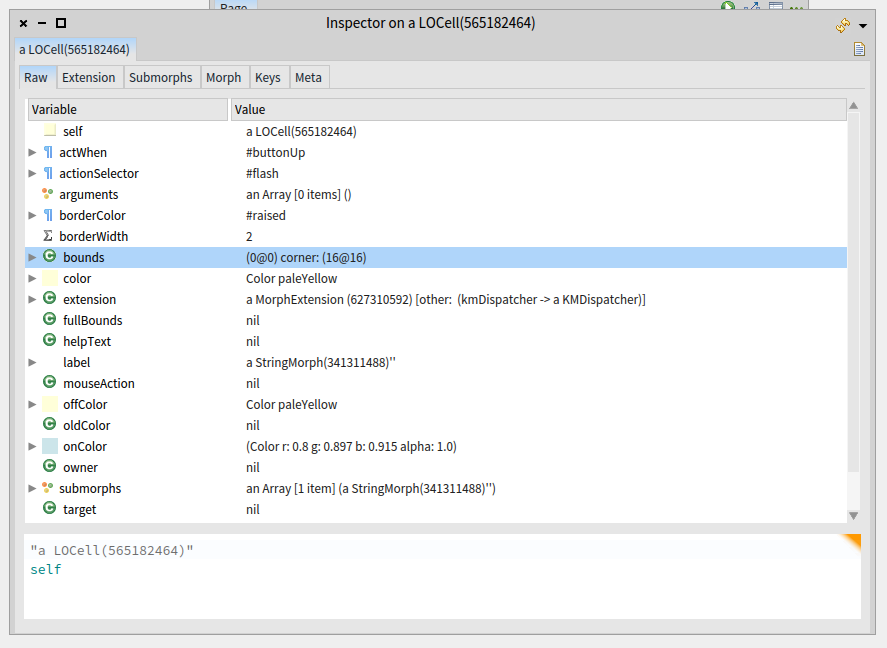 Page
Inspector on a LOCell(565182464)
a LOCell(565182464)
Raw Extension Submorphs Morph Keys Meta
Variable Value
self a LOCell(565182464)
actWhen #buttonUp
actionSelector #flash
arguments an Array [0 items] ()
borderColor #raised
Σ borderWidth 2
bounds (0@0) corner: (16@16)
color Color paleYellow
extension a MorphExtension (627310592) [other: (kmDispatcher -> a KMDispatcher)]
fullBounds nil
helpText nil
label a StringMorph(341311488)''
mouseAction nil
offColor Color paleYellow
oldColor nil
onColor (Color r: 0.8 g: 0.897 b: 0.915 alpha: 1.0)
owner nil
submorphs an Array [1 item] (a StringMorph(341311488)'')
target nil
"a LOCell(565182464)"
self